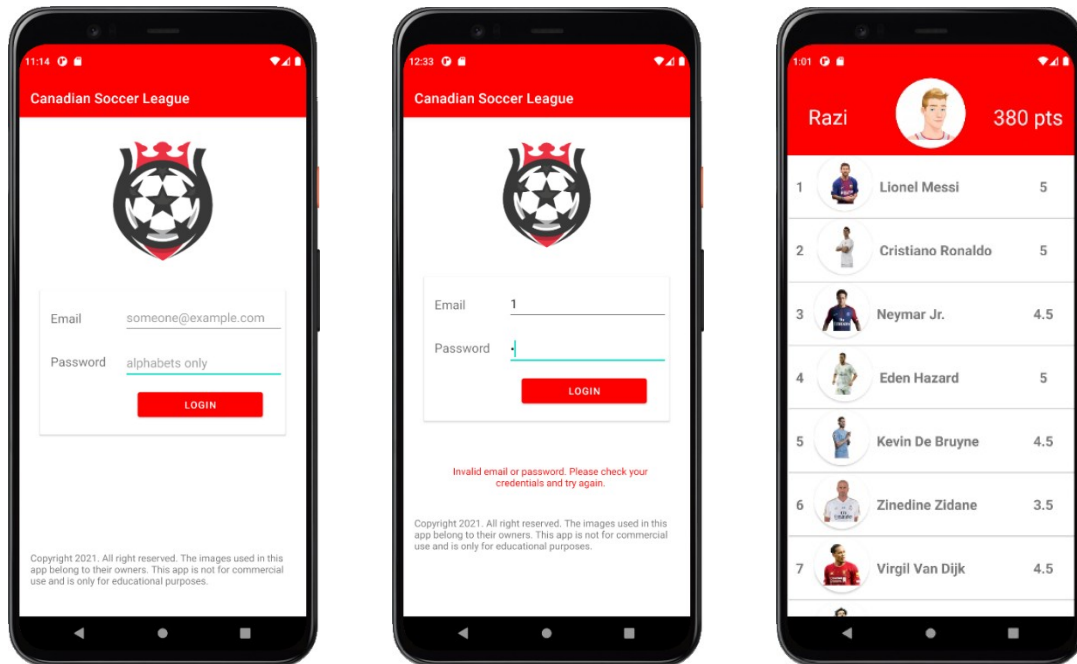 11:14
Canadian Soccer League
Email
someone@example.com
Password
alphabets only
LOGIN
Copyright 2021. All right reserved. The images used in this
app belong to their owners. This app is not for commercial
use and is only for educational purposes.
12:33
Canadian Soccer League
Email
1
Password
LOGIN
Invalid email or password. Please check your
credentials and try again.
Copyright 2021. All right reserved. The images used in this
app belong to their owners. This app is not for commercial
use and is only for educational purposes.
1:01
Razi 380 pts
1 Lionel Messi 5
2 Cristiano Ronaldo 5
3 Neymar Jr. 4.5
4 Eden Hazard 5
5 Kevin De Bruyne 4.5
6 Zinedine Zidane 3.5
7 Virgil Van Dijk 4.5